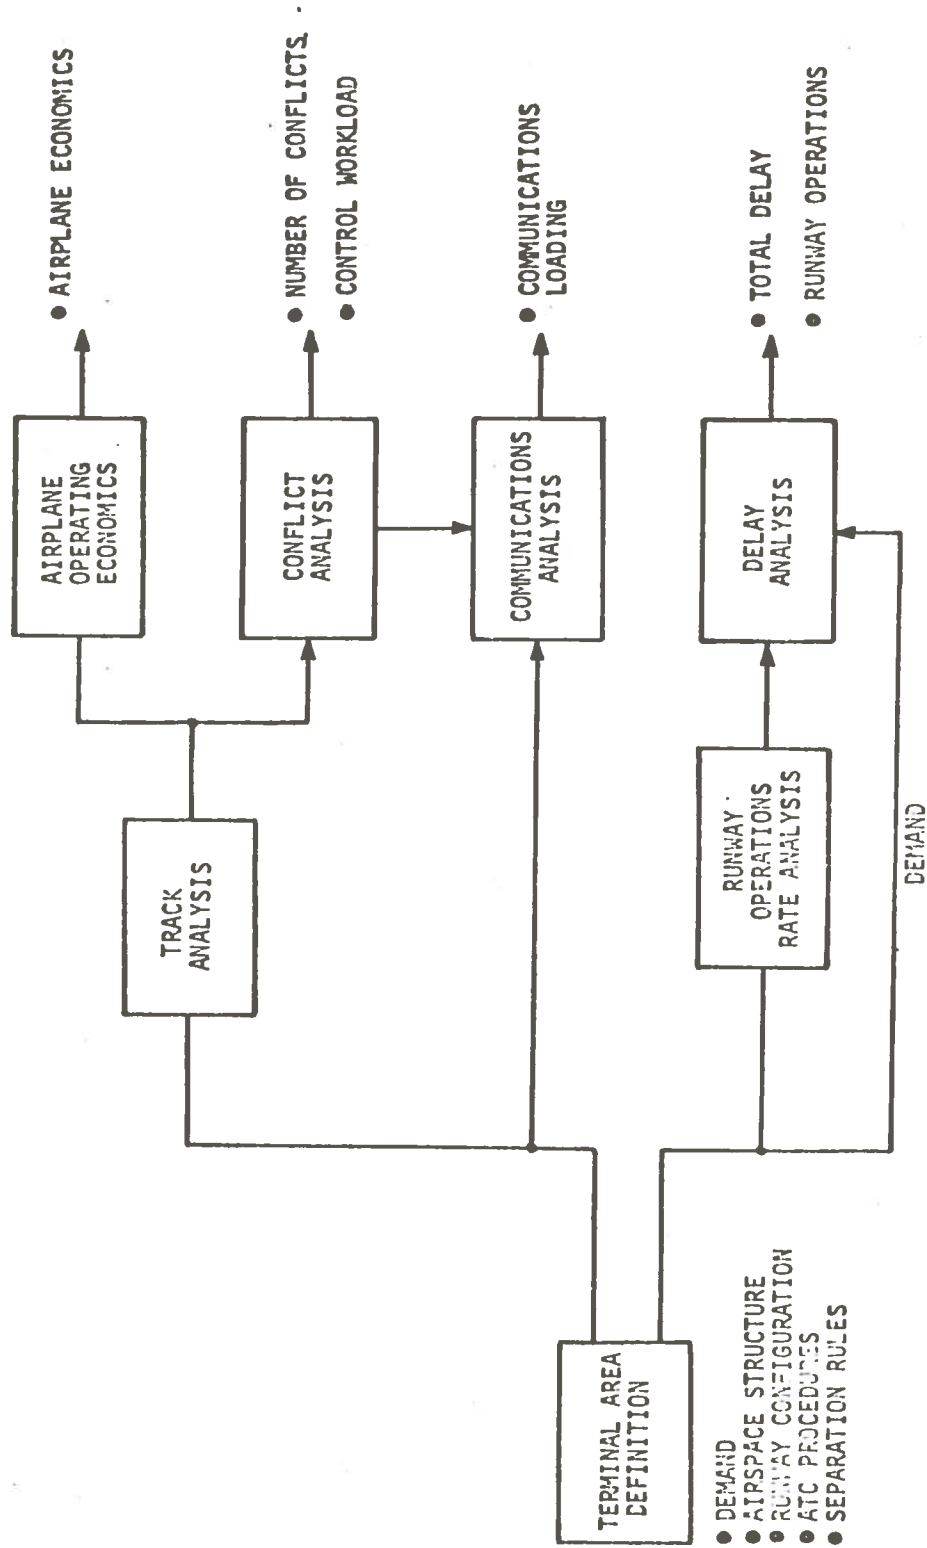 TERMINAL AREA
DEFINITION
● DEMAND
● AIRSPACE STRUCTURE
● RUNWAY CONFIGURATION
● ATC PROCEDURES
● SEPARATION RULES
TRACK
ANALYSIS
AIRPLANE
OPERATING
ECONOMICS
● AIRPLANE ECONOMICS
CONFLICT
ANALYSIS
● NUMBER OF CONFLICTS
● CONTROL WORKLOAD
COMMUNICATIONS
ANALYSIS
● COMMUNICATIONS
LOADING
RUNWAY
OPERATIONS
RATE ANALYSIS
DELAY
ANALYSIS
● TOTAL DELAY
● RUNWAY OPERATIONS
DEMAND